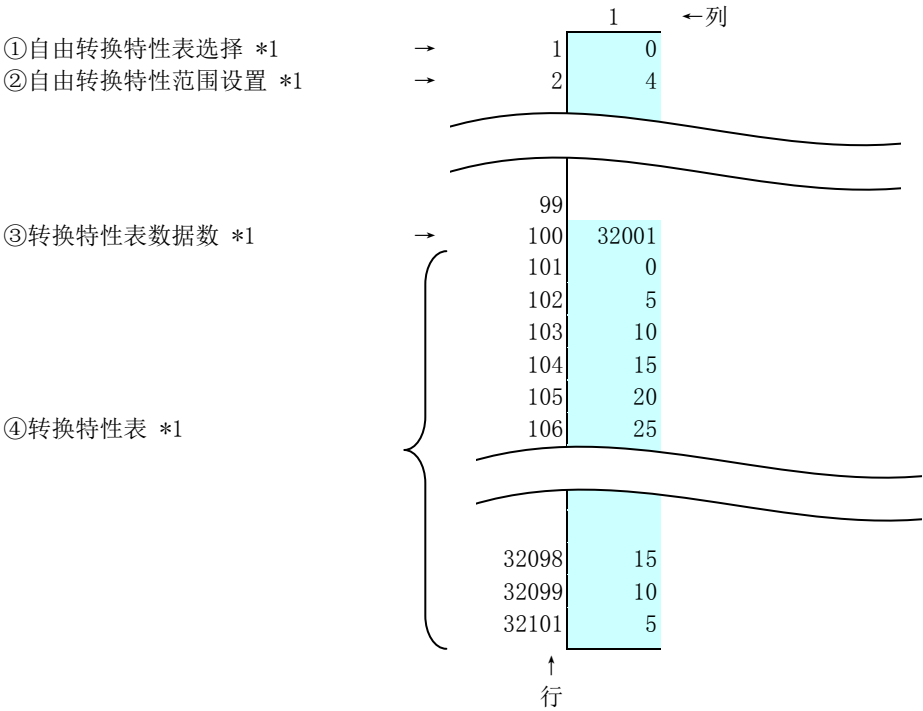 1 ←列
①自由转换特性表选择 *1 → 1 0
②自由转换特性范围设置 *1 → 2 4
99
③转换特性表数据数 *1 → 100 32001
101 0
102 5
103 10
104 15
105 20
④转换特性表 *1 106 25
32098 15
32099 10
32101 5
↑
行